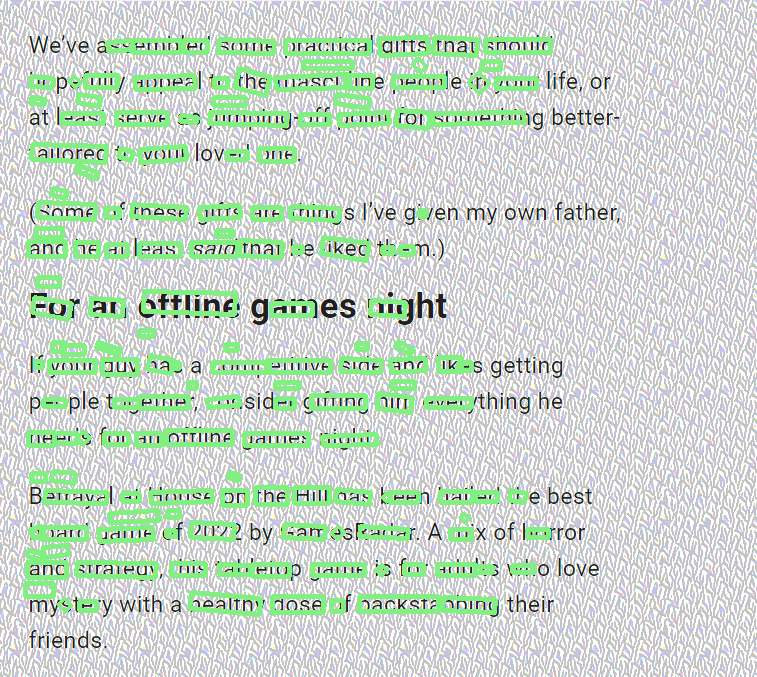 We've assembled some practical gifts that should
hopefully appeal to the masculine people in your life, or
at least serve as jumping-off point for something better-
tailored to your loved one.
(Some of these gifts are things I've given my own father,
and he at least said that he liked them.)
For an offline games night
If your guy has a competitive side and likes getting
people together, consider gifting him everything he
needs for an offline games night.
Betrayal at House on the Hill has been hailed the best
board game of 2022 by GamesRadar. A mix of horror
and strategy, this tabletop game is for adults who love
mystery with a healthy dose of backstabbing their
friends.